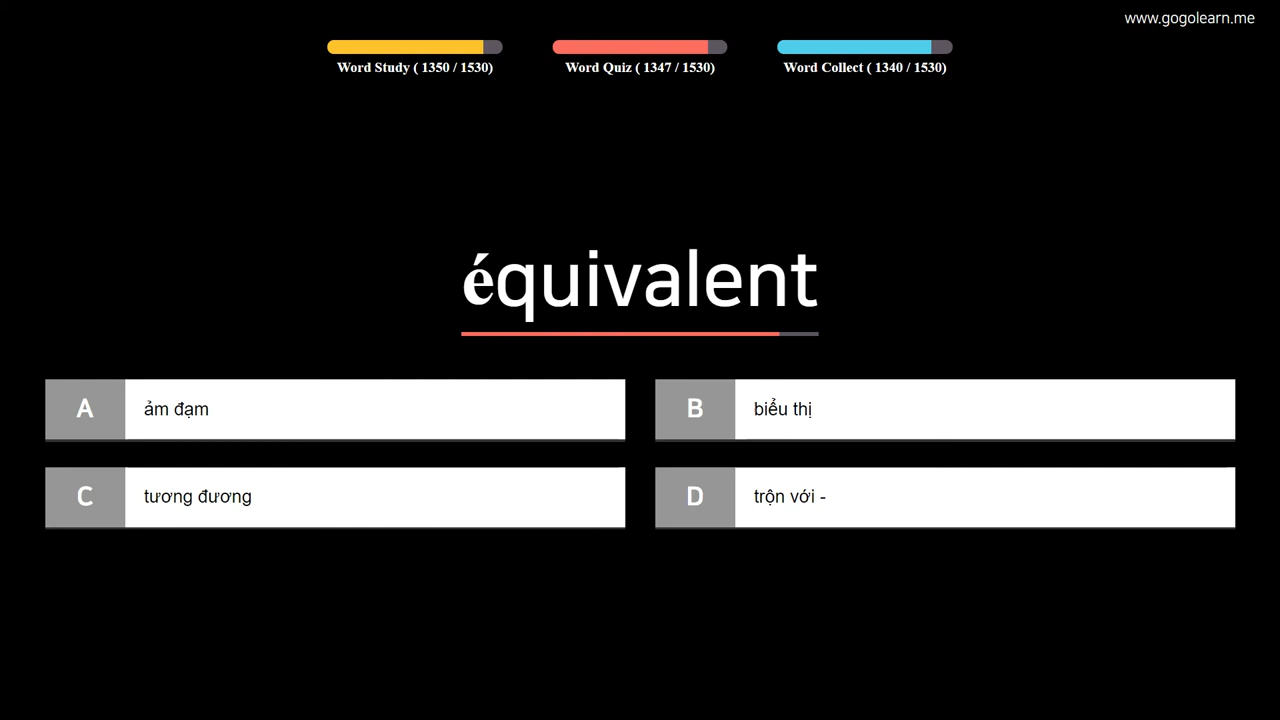 www.gogolearn.me
Word Study ( 1350 / 1530)
Word Quiz ( 1347 / 1530)
Word Collect ( 1340 / 1530)
équivalent
A ảm đạm
B biểu thị
C tương đương
D trộn với -